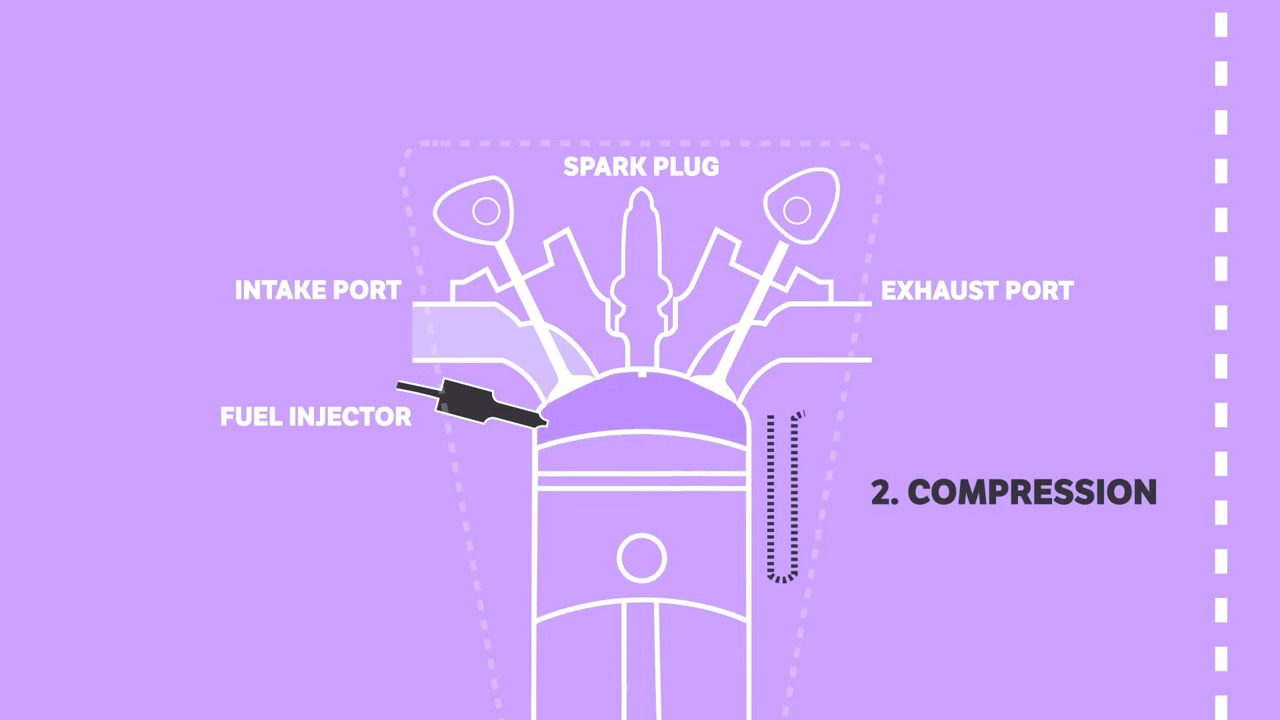 SPARK PLUG
INTAKE PORT
EXHAUST PORT
FUEL INJECTOR
2. COMPRESSION